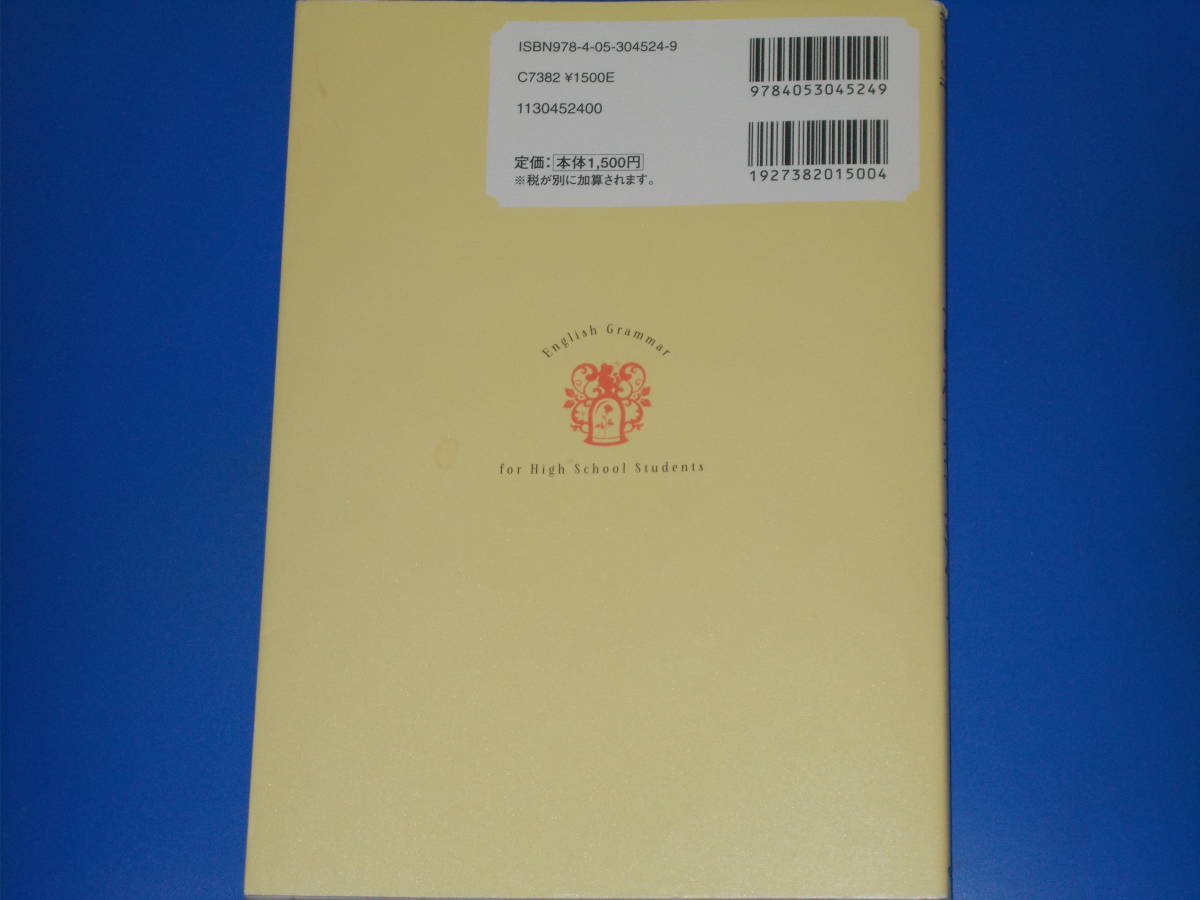 ISBN978-4-05-304524-9
C7382 ¥1500E
1130452400
定価：本体1,500円
※税が別に加算されます。
9784053045249
1927382015004
English Grammar
for High School Students